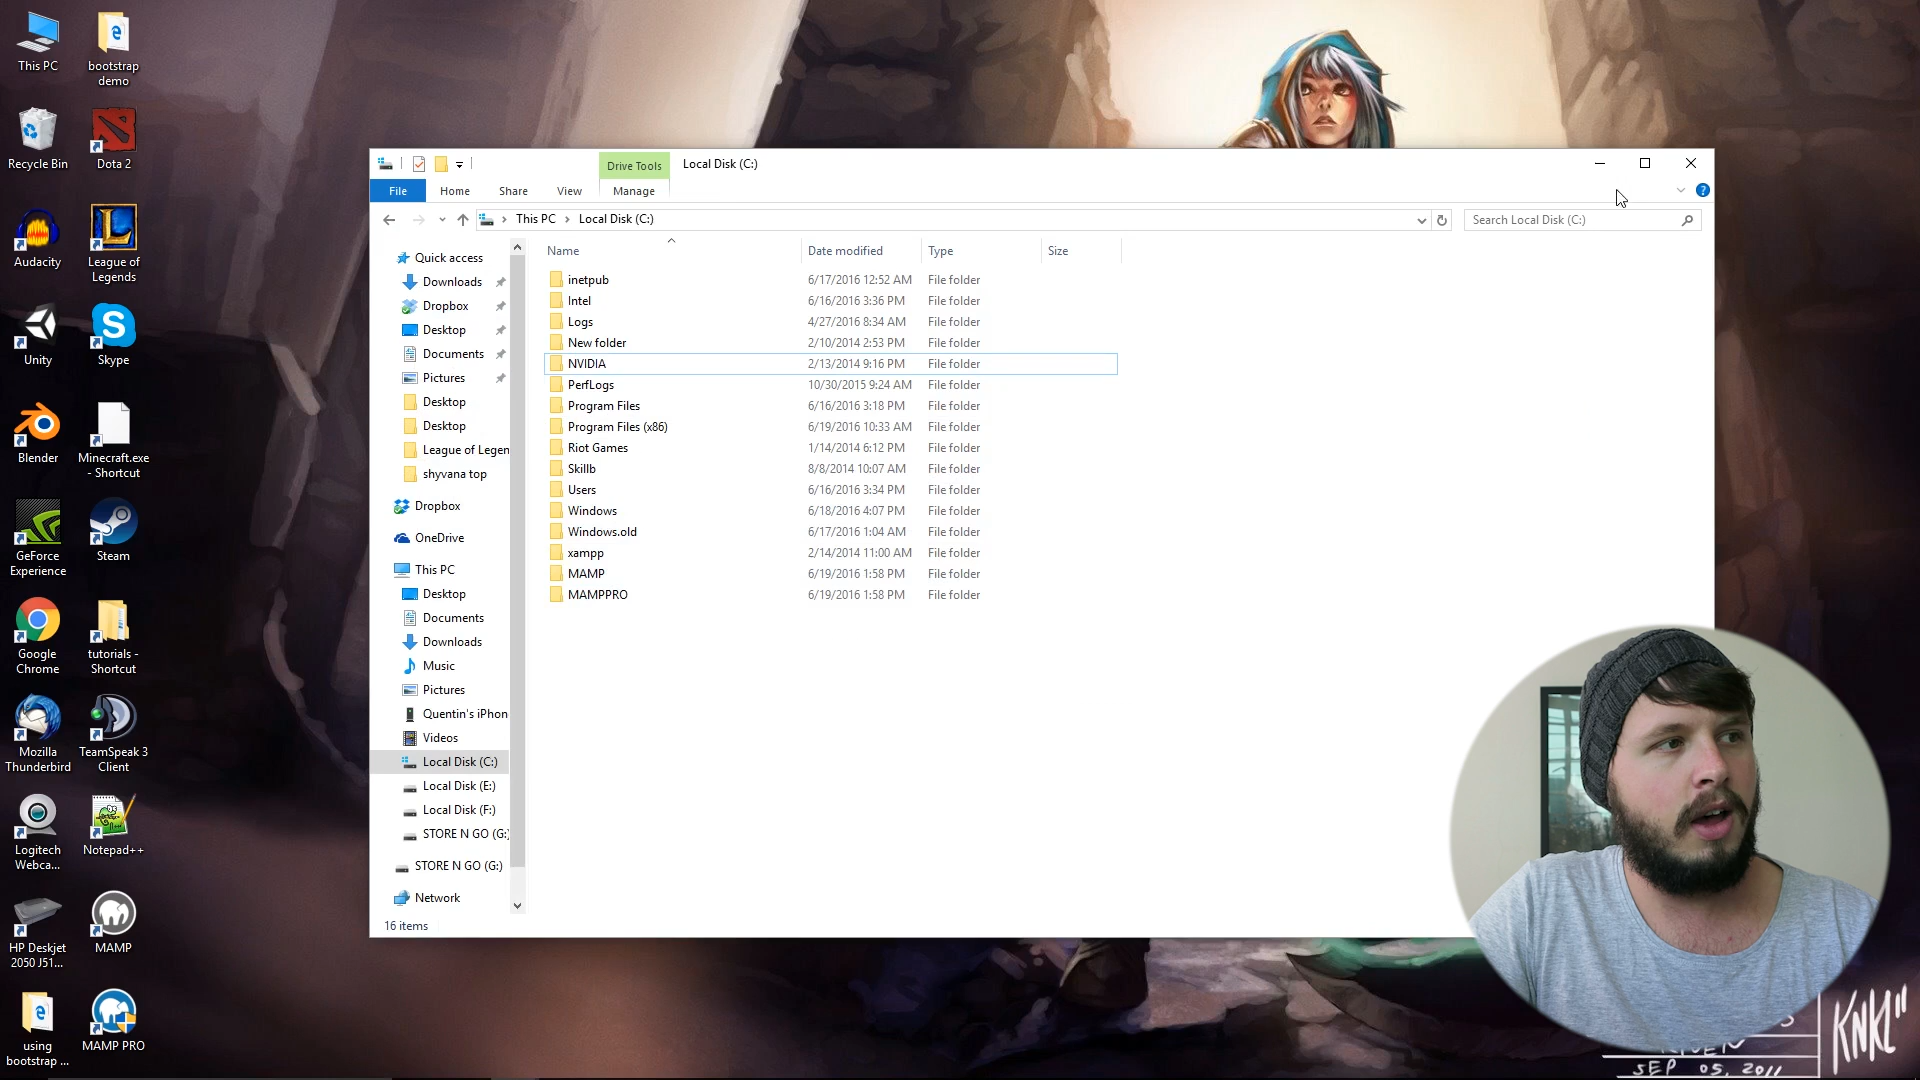 This PC
bootstrap
demo
Recycle Bin
Dota 2
Audacity
League of
Legends
Unity
Skype
Blender
Minecraft.exe
- Shortcut
GeForce
Experience
Steam
Google
Chrome
tutorials -
Shortcut
Mozilla
Thunderbird
TeamSpeak 3
Client
Logitech
Webca...
Notepad++
HP Deskjet
2050 J51...
MAMP
using
bootstrap ...
MAMP PRO
Drive Tools
Local Disk (C:)
File
Home
Share
View
Manage
This PC
Local Disk (C:)
Search Local Disk (C:)
Quick access
Downloads
Dropbox
Desktop
Documents
Pictures
Desktop
Desktop
League of Legen
shyvana top
Dropbox
OneDrive
This PC
Desktop
Documents
Downloads
Music
Pictures
Quentin's iPhon
Videos
Local Disk (C:)
Local Disk (E:)
Local Disk (F:)
STORE N GO (G:)
STORE N GO (G:)
Network
Name Date modified Type Size
inetpub 6/17/2016 12:52 AM File folder
Intel 6/16/2016 3:36 PM File folder
Logs 4/27/2016 8:34 AM File folder
New folder 2/10/2014 2:53 PM File folder
NVIDIA 2/13/2014 9:16 PM File folder
PerfLogs 10/30/2015 9:24 AM File folder
Program Files 6/16/2016 3:18 PM File folder
Program Files (x86) 6/19/2016 10:33 AM File folder
Riot Games 1/14/2014 6:12 PM File folder
Skillb 8/8/2014 10:07 AM File folder
Users 6/16/2016 3:34 PM File folder
Windows 6/18/2016 4:07 PM File folder
Windows.old 6/17/2016 1:04 AM File folder
xampp 2/14/2014 11:00 AM File folder
MAMP 6/19/2016 1:58 PM File folder
MAMPPRO 6/19/2016 1:58 PM File folder
16 items
KNKL"
SEP 05, 2011